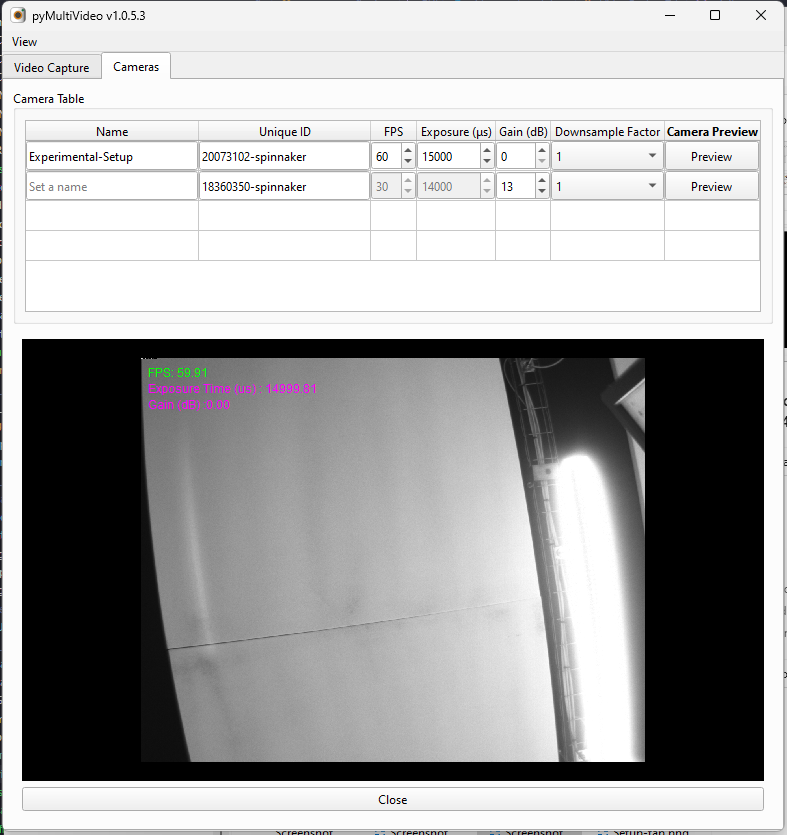 pyMultiVideo v1.0.5.3
View
Video Capture Cameras
Camera Table
Name Unique ID FPS Exposure (µs) Gain (dB) Downsample Factor Camera Preview
Experimental-Setup 20073102-spinnaker 60 15000 0 1 Preview
Set a name 18360350-spinnaker 30 14000 13 1 Preview
FPS: 59.91
Exposure Time (us) : 14999.81
Gain (dB) :0.00
Close
Screenshot Screenshot Screenshot Setup-tab.png